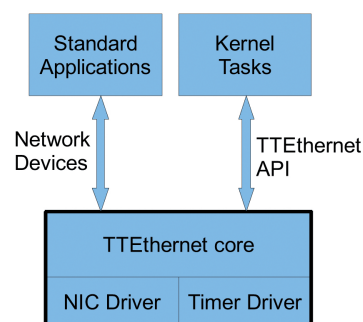 Standard
Applications
Kernel
Tasks
Network
Devices
TTEthernet
API
TTEthernet core
NIC Driver
Timer Driver